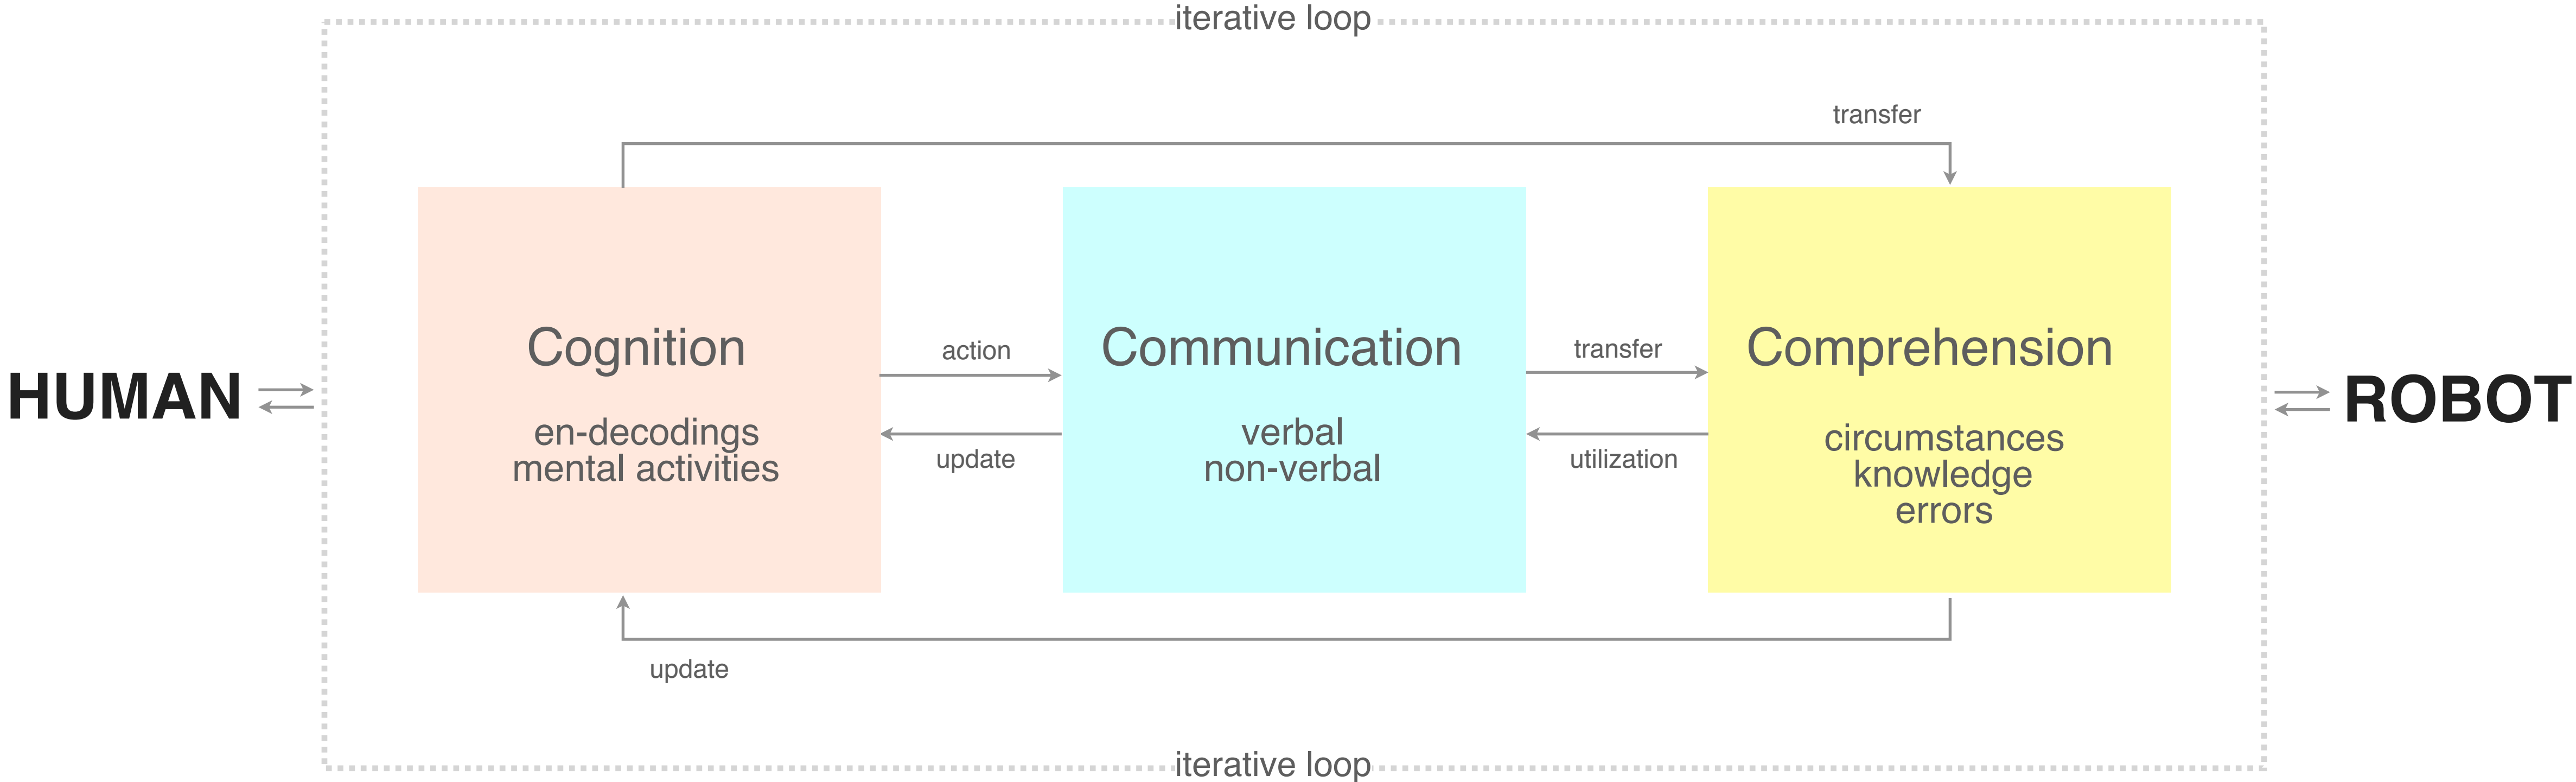 iterative loop
transfer
Cognition
en-decodings
mental activities
action
update
Communication
verbal
non-verbal
transfer
utilization
Comprehension
circumstances
knowledge
errors
HUMAN
ROBOT
update
iterative loop